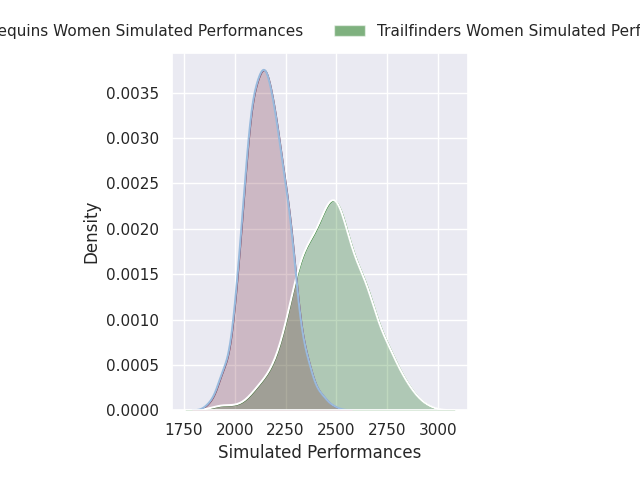 equins Women Simulated Performances Trailfinders Women Simulated Perf
0.0035
0.0030
0.0025
0.0020
0.0015
0.0010
0.0005
0.0000
Density
1750 2000 2250 2500 2750 3000
Simulated Performances